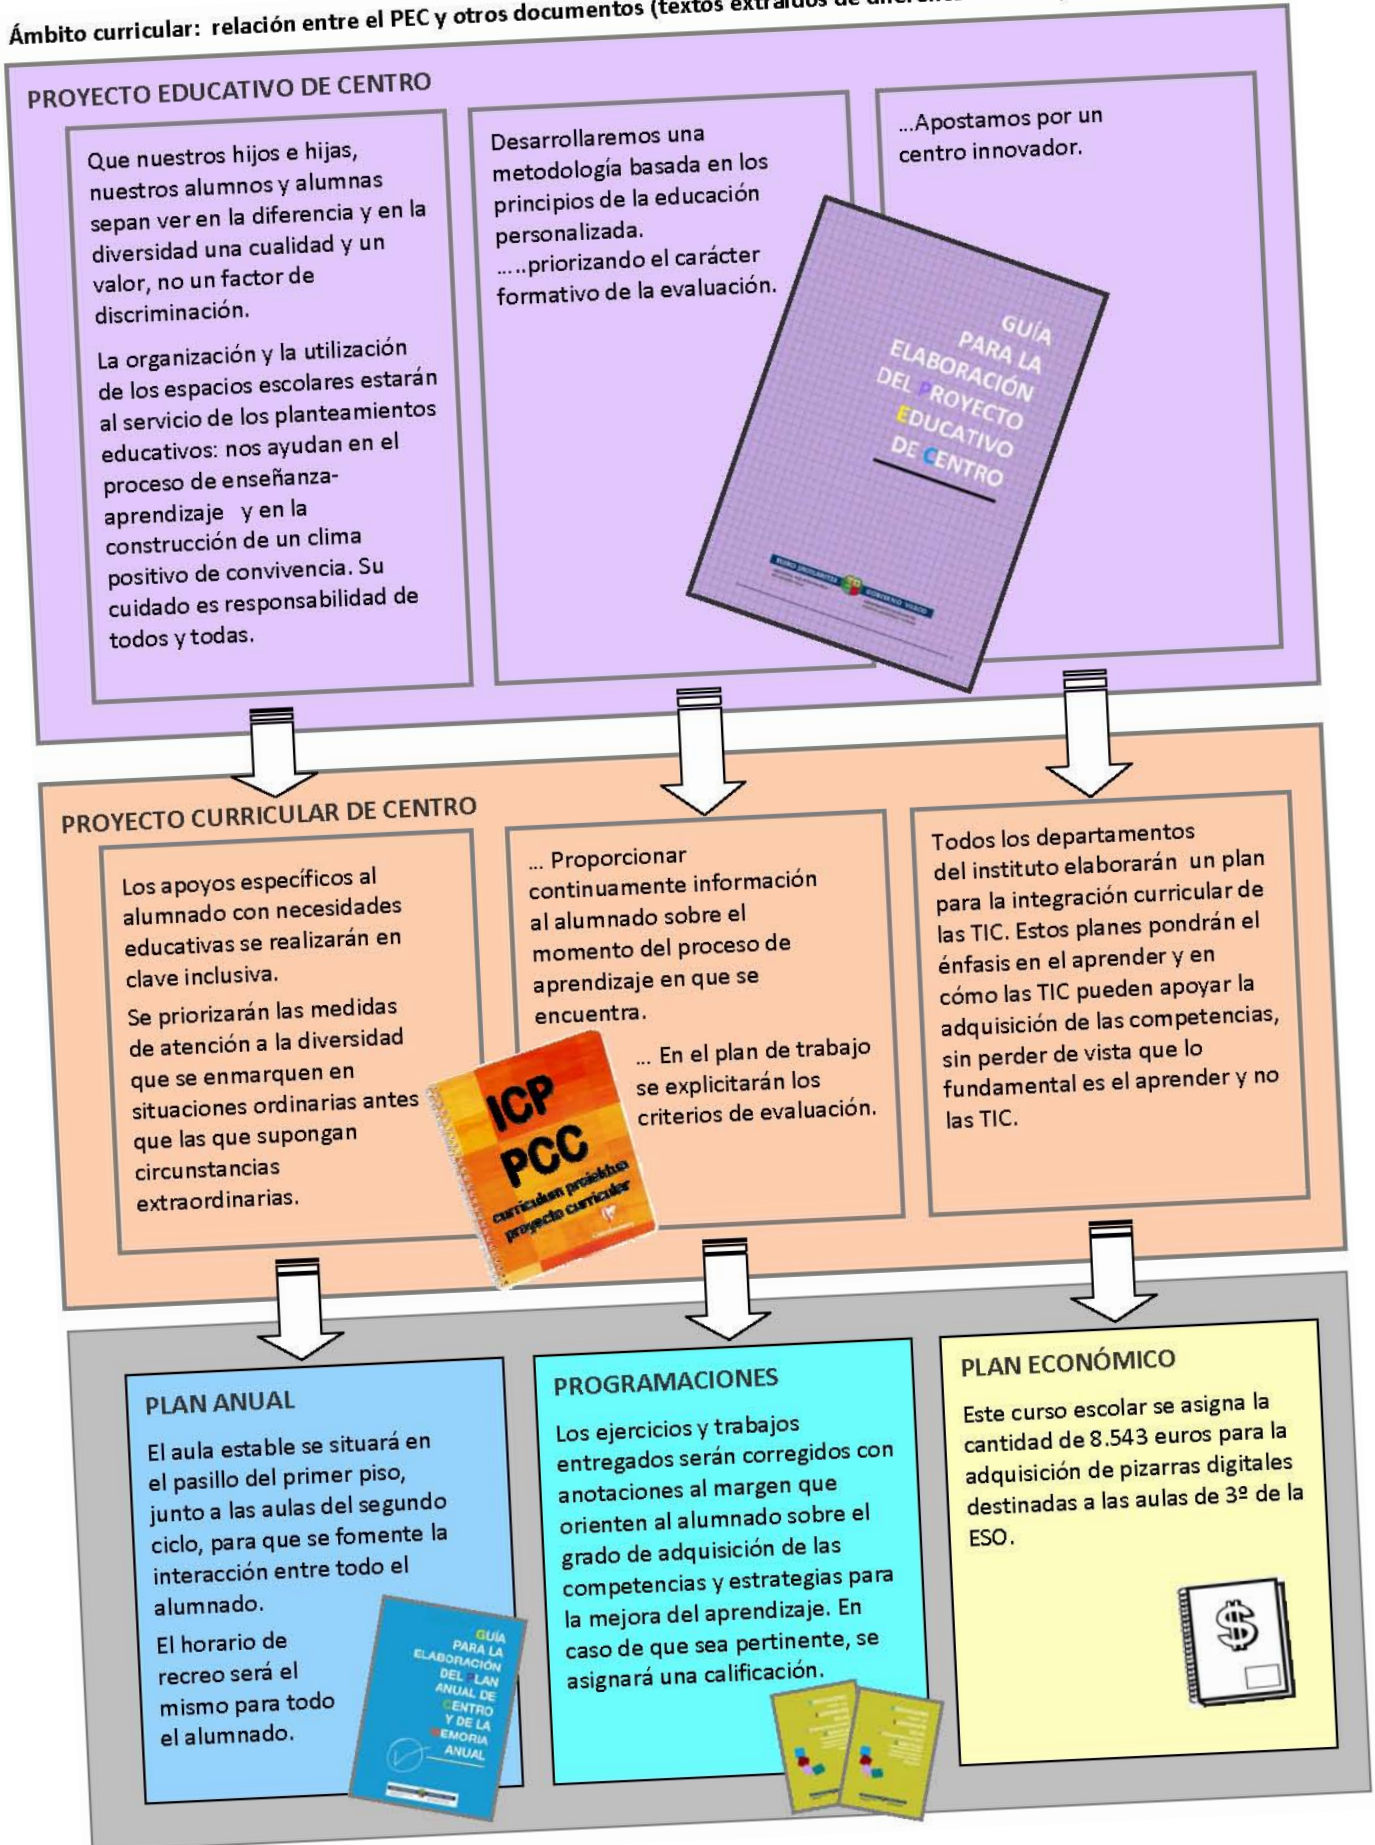 Ámbito curricular: relación entre el PEC y otros documentos (textos extraídos de
PROYECTO EDUCATIVO DE CENTRO
Que nuestros hijos e hijas,
nuestros alumnos y alumnas
sepan ver en la diferencia y en la
diversidad una cualidad y un
valor, no un factor de
discriminación.
La organización y la utilización
de los espacios escolares estarán
al servicio de los planteamientos
educativos: nos ayudan en el
proceso de enseñanza-
aprendizaje y en la
construcción de un clima
positivo de convivencia. Su
cuidado es responsabilidad de
todos y todas.
Desarrollaremos una
metodología basada en los
principios de la educación
personalizada.
.....priorizando el carácter
formativo de la evaluación.
...Apostamos por un
centro innovador.
GUÍA
PARA LA
ELABORACIÓN
DEL PROYECTO
EDUCATIVO
DE CENTRO
EUSKO JAURLARITZA
GOBIERNO VASCO
PROYECTO CURRICULAR DE CENTRO
Los apoyos específicos al
alumnado con necesidades
educativas se realizarán en
clave inclusiva.
Se priorizarán las medidas
de atención a la diversidad
que se enmarquen en
situaciones ordinarias antes
que las que supongan
circunstancias
extraordinarias.
... Proporcionar
continuamente información
al alumnado sobre el
momento del proceso de
aprendizaje en que se
encuentra.
... En el plan de trabajo
se explicitarán los
criterios de evaluación.
ICP
PCC
curriculum proiektua
proyecto curricular
Todos los departamentos
del instituto elaborarán un plan
para la integración curricular de
las TIC. Estos planes pondrán el
énfasis en el aprender y en
cómo las TIC pueden apoyar la
adquisición de las competencias,
sin perder de vista que lo
fundamental es el aprender y no
las TIC.
PLAN ANUAL
El aula estable se situará en
el pasillo del primer piso,
junto a las aulas del segundo
ciclo, para que se fomente la
interacción entre todo el
alumnado.
El horario de
recreo será el
mismo para todo
el alumnado.
GUÍA
PARA LA
ELABORACIÓN
DEL PLAN
ANUAL DE
CENTRO
Y DE LA
MEMORIA
ANUAL
PROGRAMACIONES
Los ejercicios y trabajos
entregados serán corregidos con
anotaciones al margen que
orienten al alumnado sobre el
grado de adquisición de las
competencias y estrategias para
la mejora del aprendizaje. En
caso de que sea pertinente, se
asignará una calificación.
PLAN ECONÓMICO
Este curso escolar se asigna la
cantidad de 8.543 euros para la
adquisición de pizarras digitales
destinadas a las aulas de 3º de la
ESO.
$